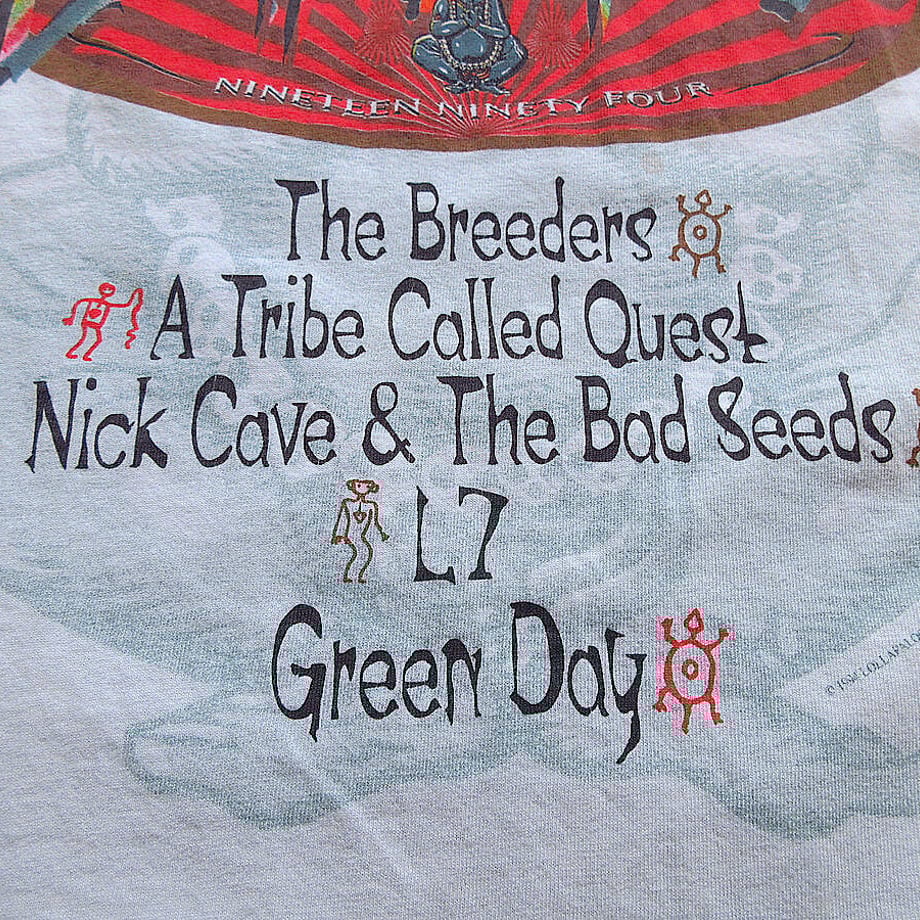 NINETEEN NINETY FOUR
The Breeders
A Tribe Called Quest
Nick Cave & The Bad Seeds
L7
Green Day